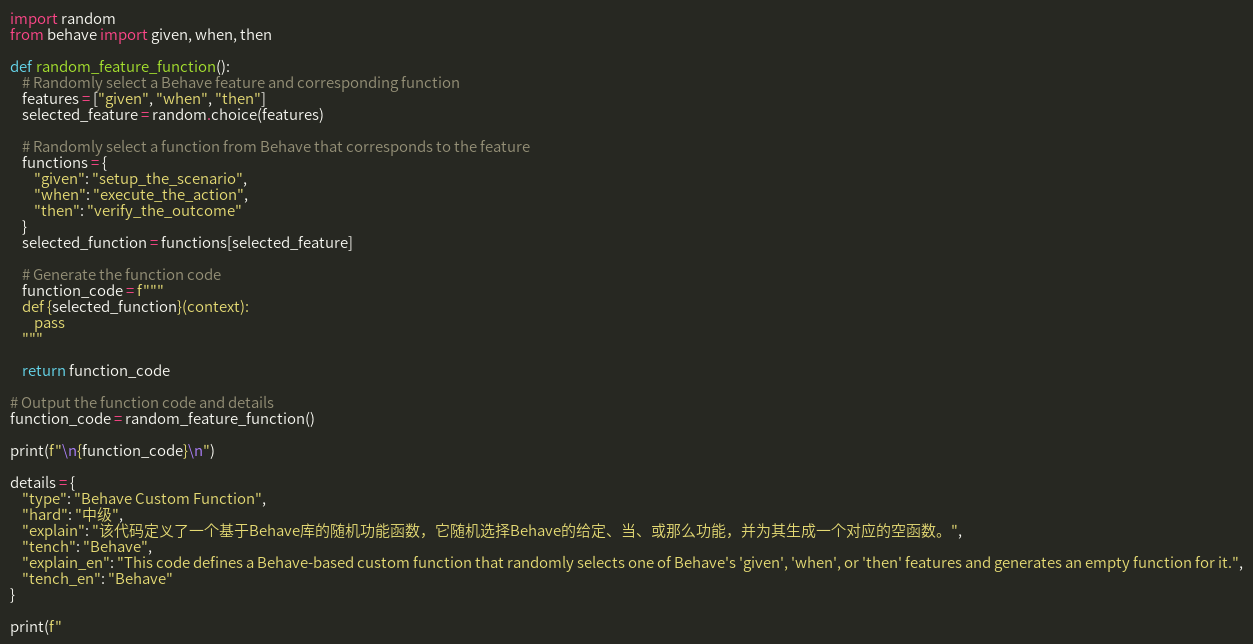 import random
from behave import given, when, then

def random_feature_function():
    # Randomly select a Behave feature and corresponding function
    features = ["given", "when", "then"]
    selected_feature = random.choice(features)

    # Randomly select a function from Behave that corresponds to the feature
    functions = {
        "given": "setup_the_scenario",
        "when": "execute_the_action",
        "then": "verify_the_outcome"
    }
    selected_function = functions[selected_feature]

    # Generate the function code
    function_code = f"""
    def {selected_function}(context):
        pass
    """

    return function_code

# Output the function code and details
function_code = random_feature_function()

print(f"\n{function_code}\n")

details = {
    "type": "Behave Custom Function",
    "hard": "中级",
    "explain": "该代码定义了一个基于Behave库的随机功能函数，它随机选择Behave的给定、当、或那么功能，并为其生成一个对应的空函数。",
    "tench": "Behave",
    "explain_en": "This code defines a Behave-based custom function that randomly selects one of Behave's 'given', 'when', or 'then' features and generates an empty function for it.",
    "tench_en": "Behave"
}

print(f"